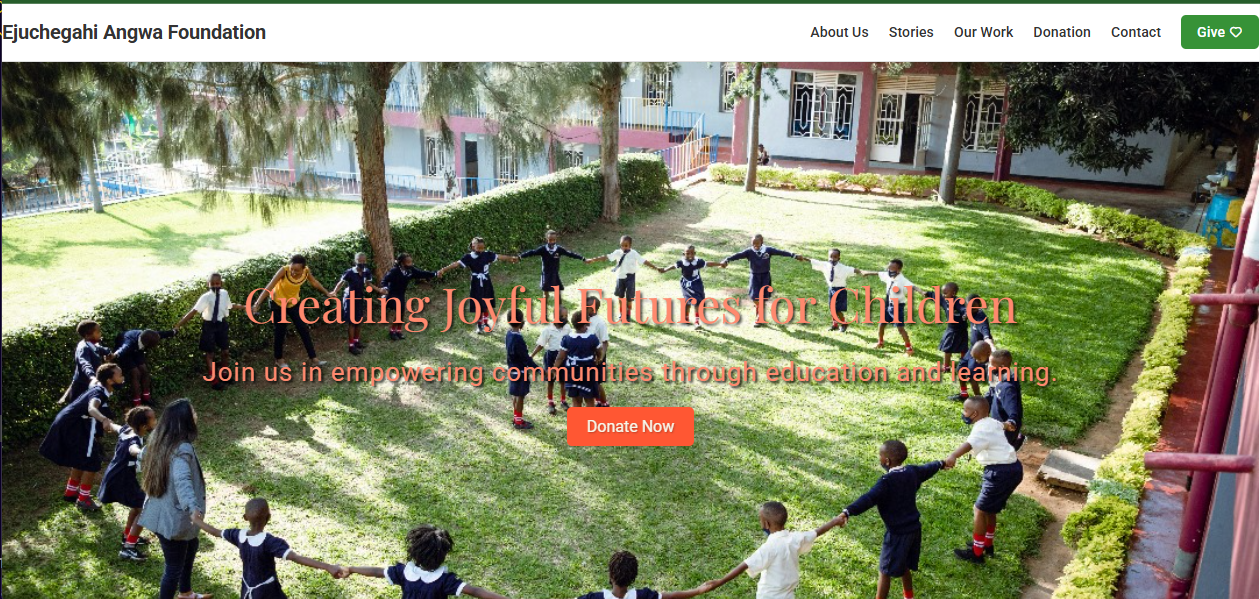 Ejuchegahi Angwa Foundation
About Us Stories Our Work Donation Contact Give
Creating Joyful Futures for Children
Join us in empowering communities through education and learning.
Donate Now